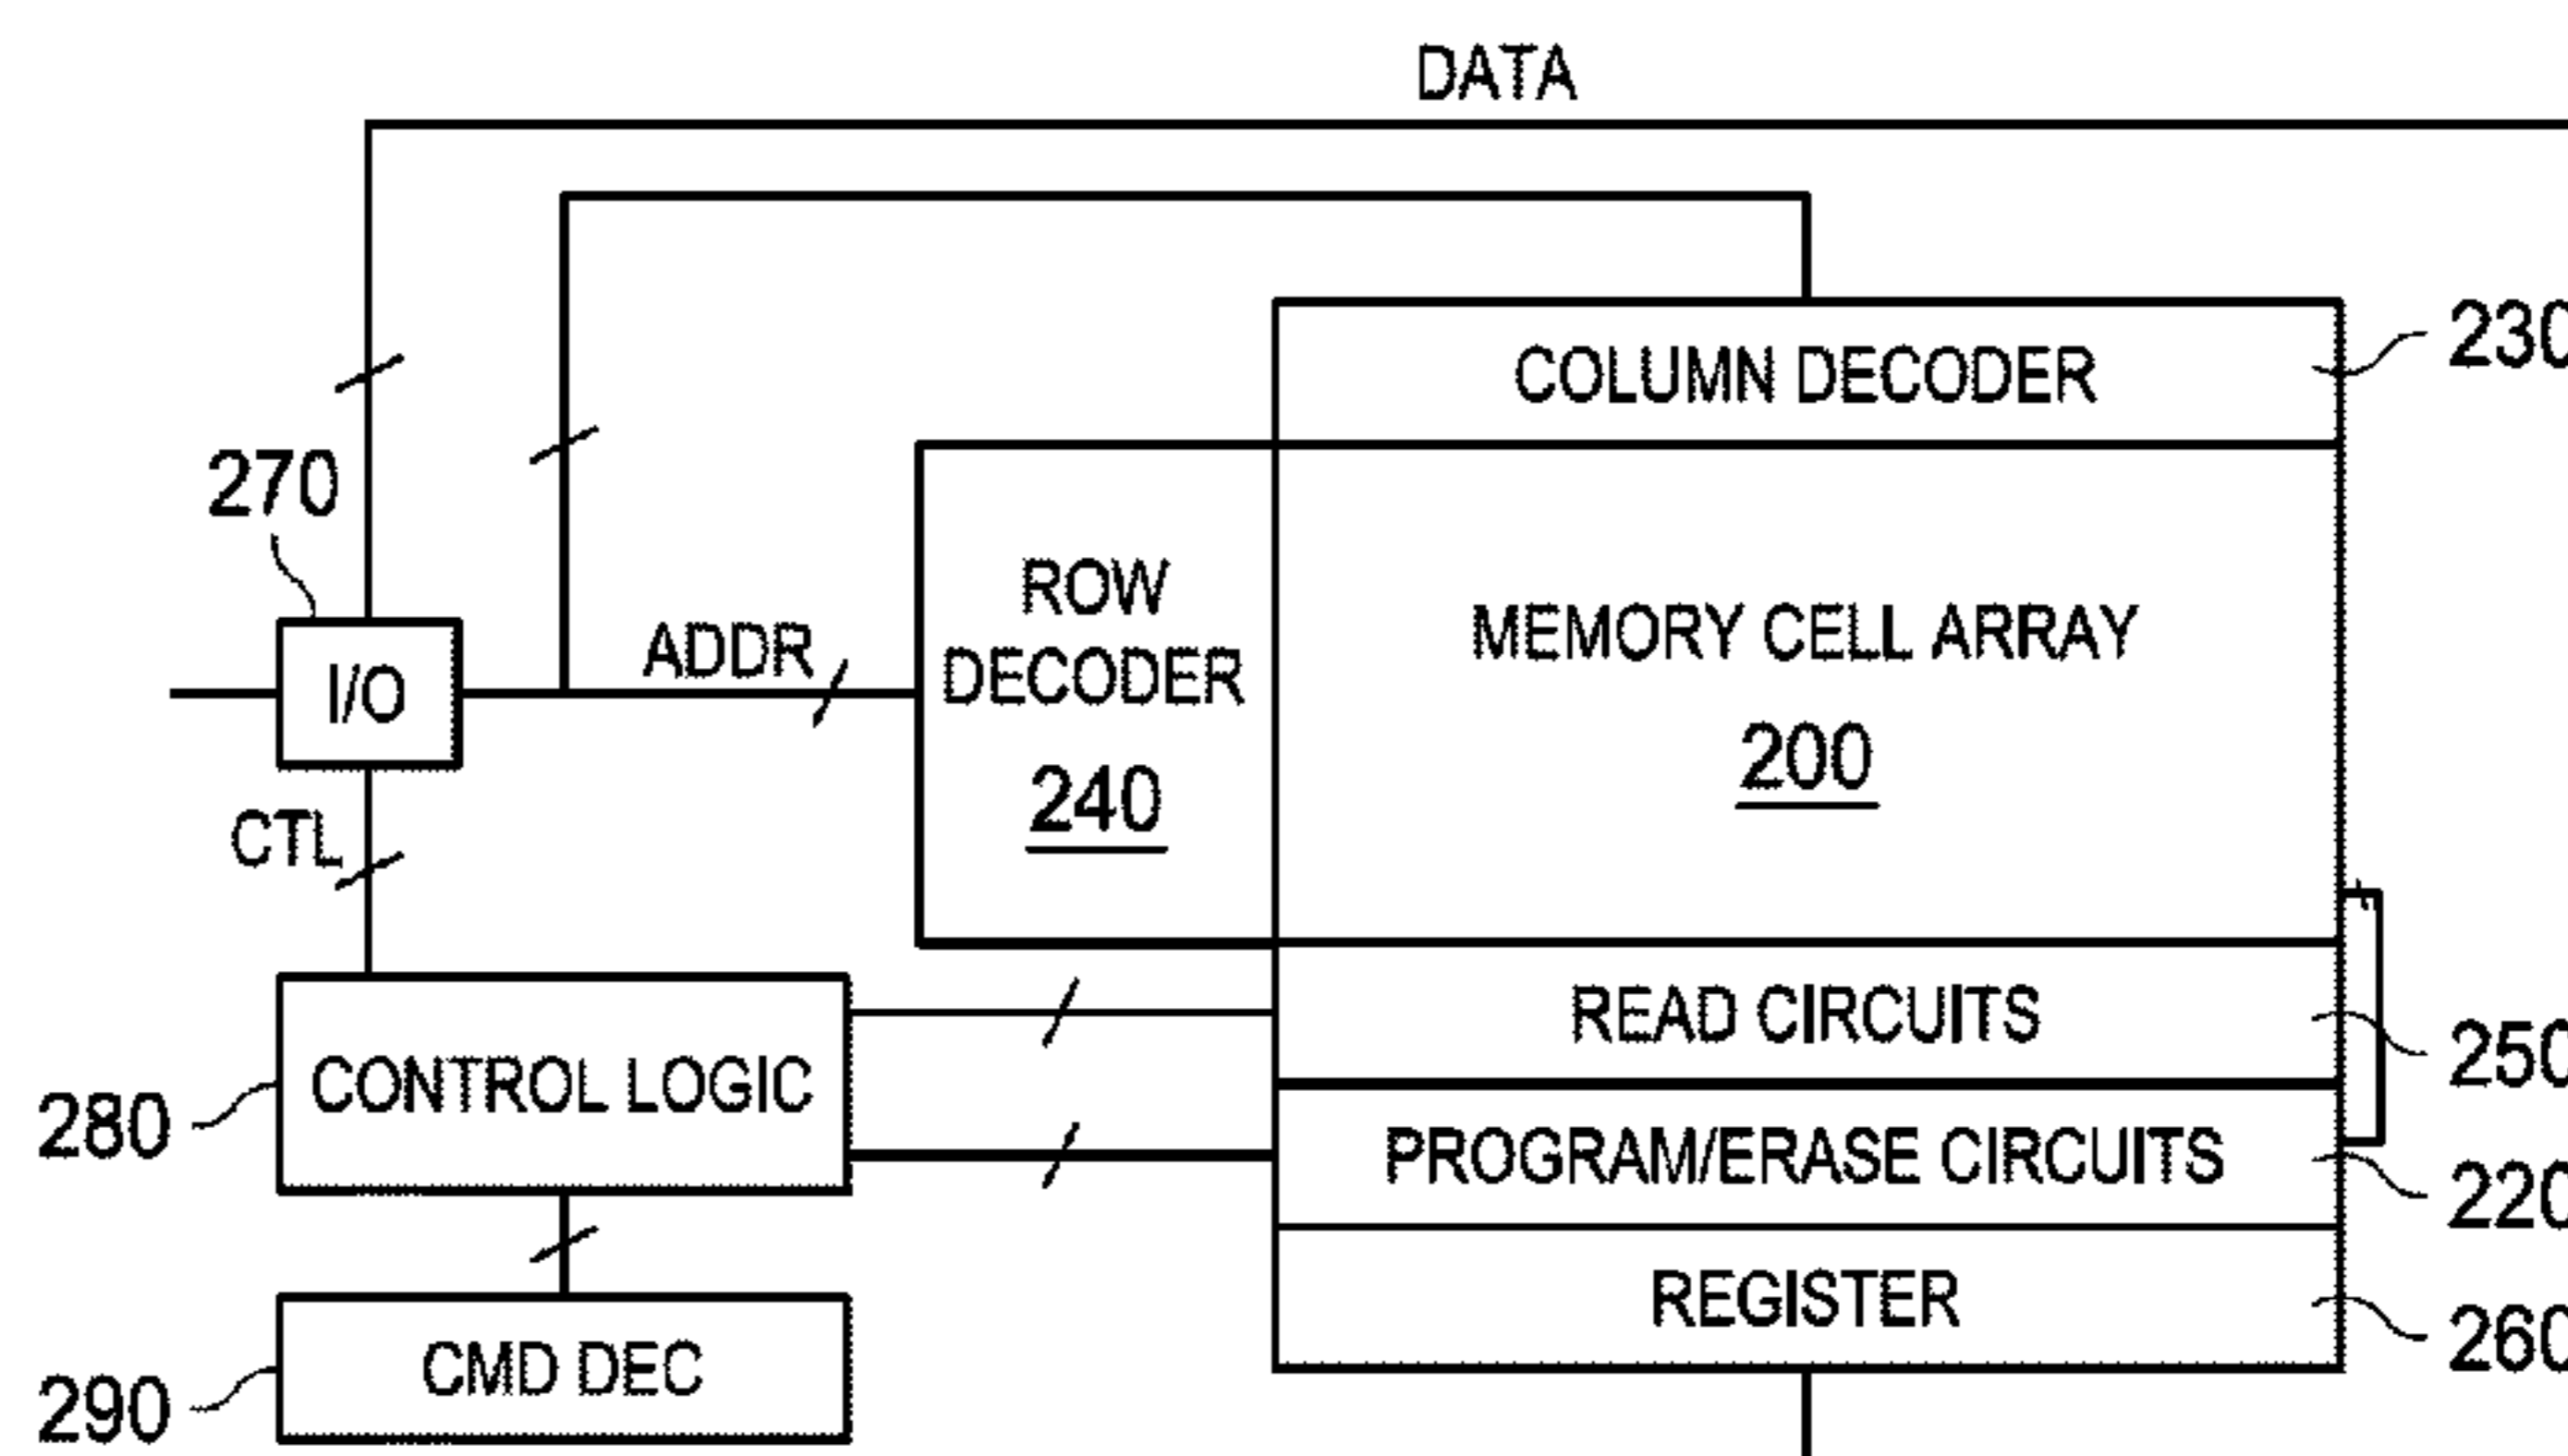 DATA
COLUMN DECODER
230
270
ROW
DECODER
240
MEMORY CELL ARRAY
200
ADDR
I/O
CTL
READ CIRCUITS
250
CONTROL LOGIC
280
PROGRAM/ERASE CIRCUITS
220
REGISTER
260
CMD DEC
290